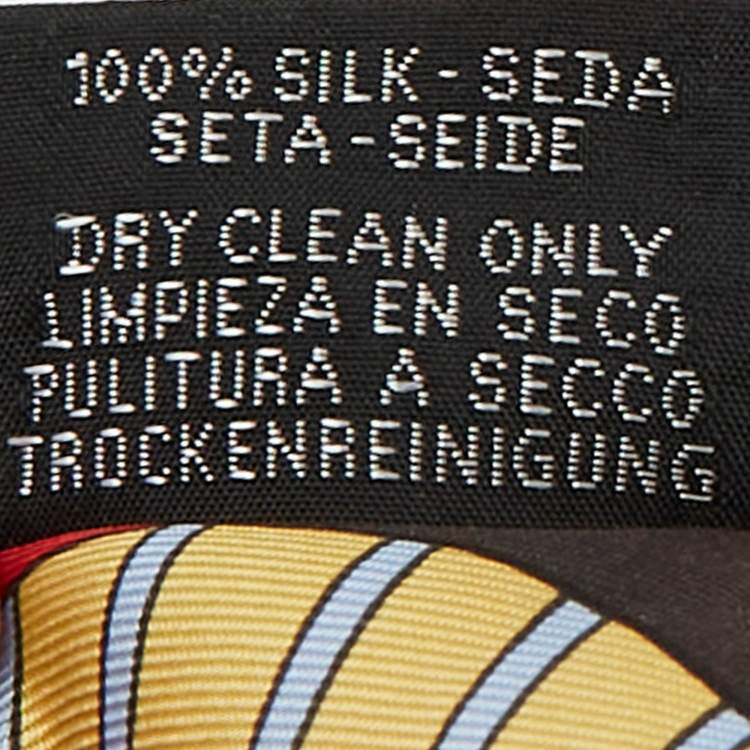 100% SILK - SEDA
SETA - SEIDE
DRY CLEAN ONLY
LIMPIEZA EN SECO
PULITURA A SECCO
TROCKENREINIGUNG